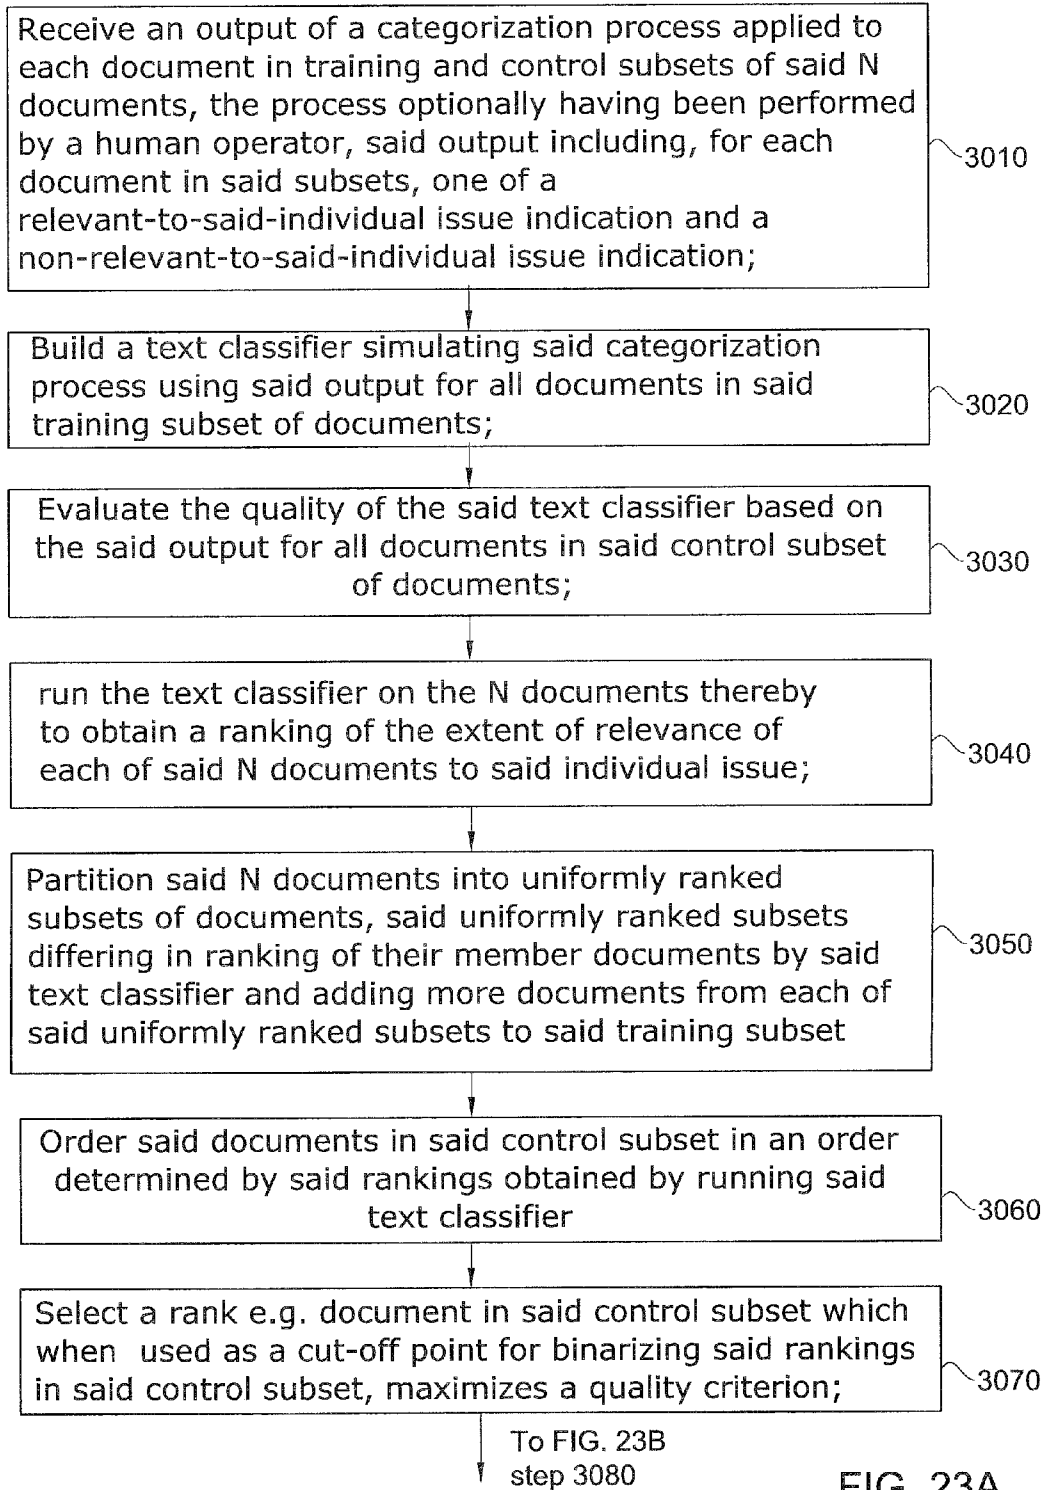 Receive an output of a categorization process applied to
each document in training and control subsets of said N
documents, the process optionally having been performed
by a human operator, said output including, for each
document in said subsets, one of a
relevant-to-said-individual issue indication and a
non-relevant-to-said-individual issue indication;
3010
Build a text classifier simulating said categorization
process using said output for all documents in said
training subset of documents;
3020
Evaluate the quality of the said text classifier based on
the said output for all documents in said control subset
of documents;
3030
run the text classifier on the N documents thereby
to obtain a ranking of the extent of relevance of
each of said N documents to said individual issue;
3040
Partition said N documents into uniformly ranked
subsets of documents, said uniformly ranked subsets
differing in ranking of their member documents by said
text classifier and adding more documents from each of
said uniformly ranked subsets to said training subset
3050
Order said documents in said control subset in an order
determined by said rankings obtained by running said
text classifier
3060
Select a rank e.g. document in said control subset which
when used as a cut-off point for binarizing said rankings
in said control subset, maximizes a quality criterion;
3070
To FIG. 23B
step 3080
FIG. 23A